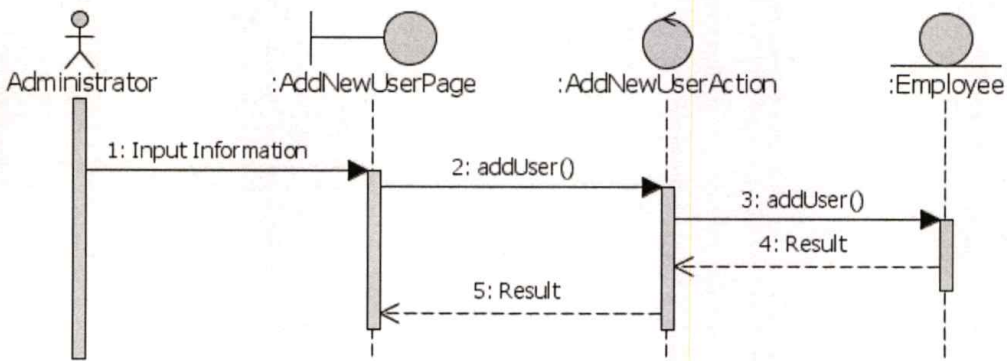 Administrator
:AddNewUserPage
:AddNewUserAction
:Employee
1: Input Information
2: addUser()
3: addUser()
4: Result
5: Result